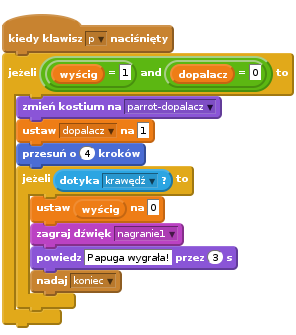 kiedy klawisz p naciśnięty
jeżeli wyścig = 1 and dopalacz = 0 to
zmień kostium na parrot-dopalacz
ustaw dopalacz na 1
przesuń o 4 kroków
jeżeli dotyka krawędź ? to
ustaw wyścig na 0
zagraj dźwięk nagranie1
powiedz Papuga wygrała! przez 3 s
nadaj koniec